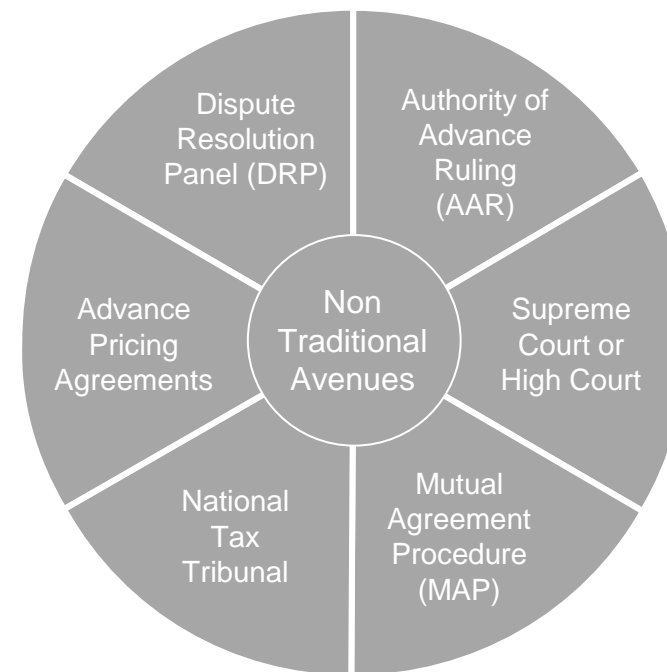 Dispute
Resolution
Panel (DRP)
Authority of
Advance
Ruling
(AAR)
Advance
Pricing
Agreements
Non
Traditional
Avenues
Supreme
Court or
High Court
National
Tax
Tribunal
Mutual
Agreement
Procedure
(MAP)